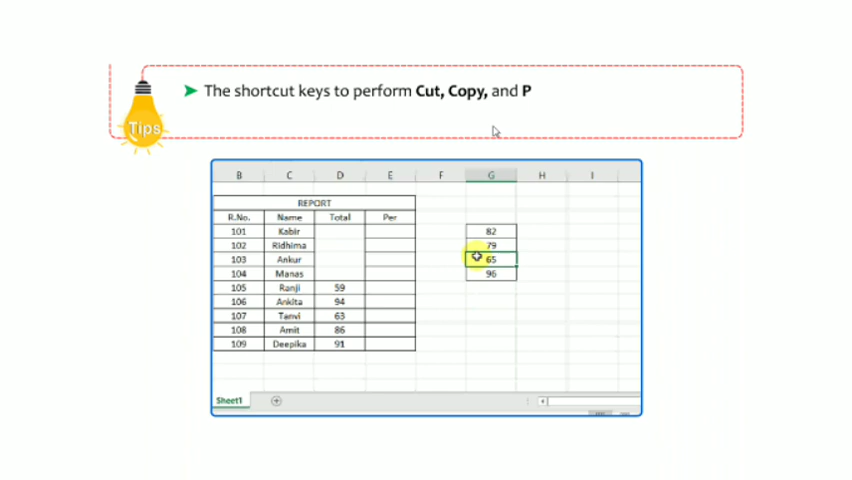 The shortcut keys to perform Cut, Copy, and P
Tips
B C D E F G H I
REPORT
R.No. Name Total Per
101 Kabir 82
102 Ridhima 79
103 Ankur 65
104 Manas 96
105 Ranji 59
106 Ankita 94
107 Tanvi 63
108 Amit 86
109 Deepika 91
Sheet1